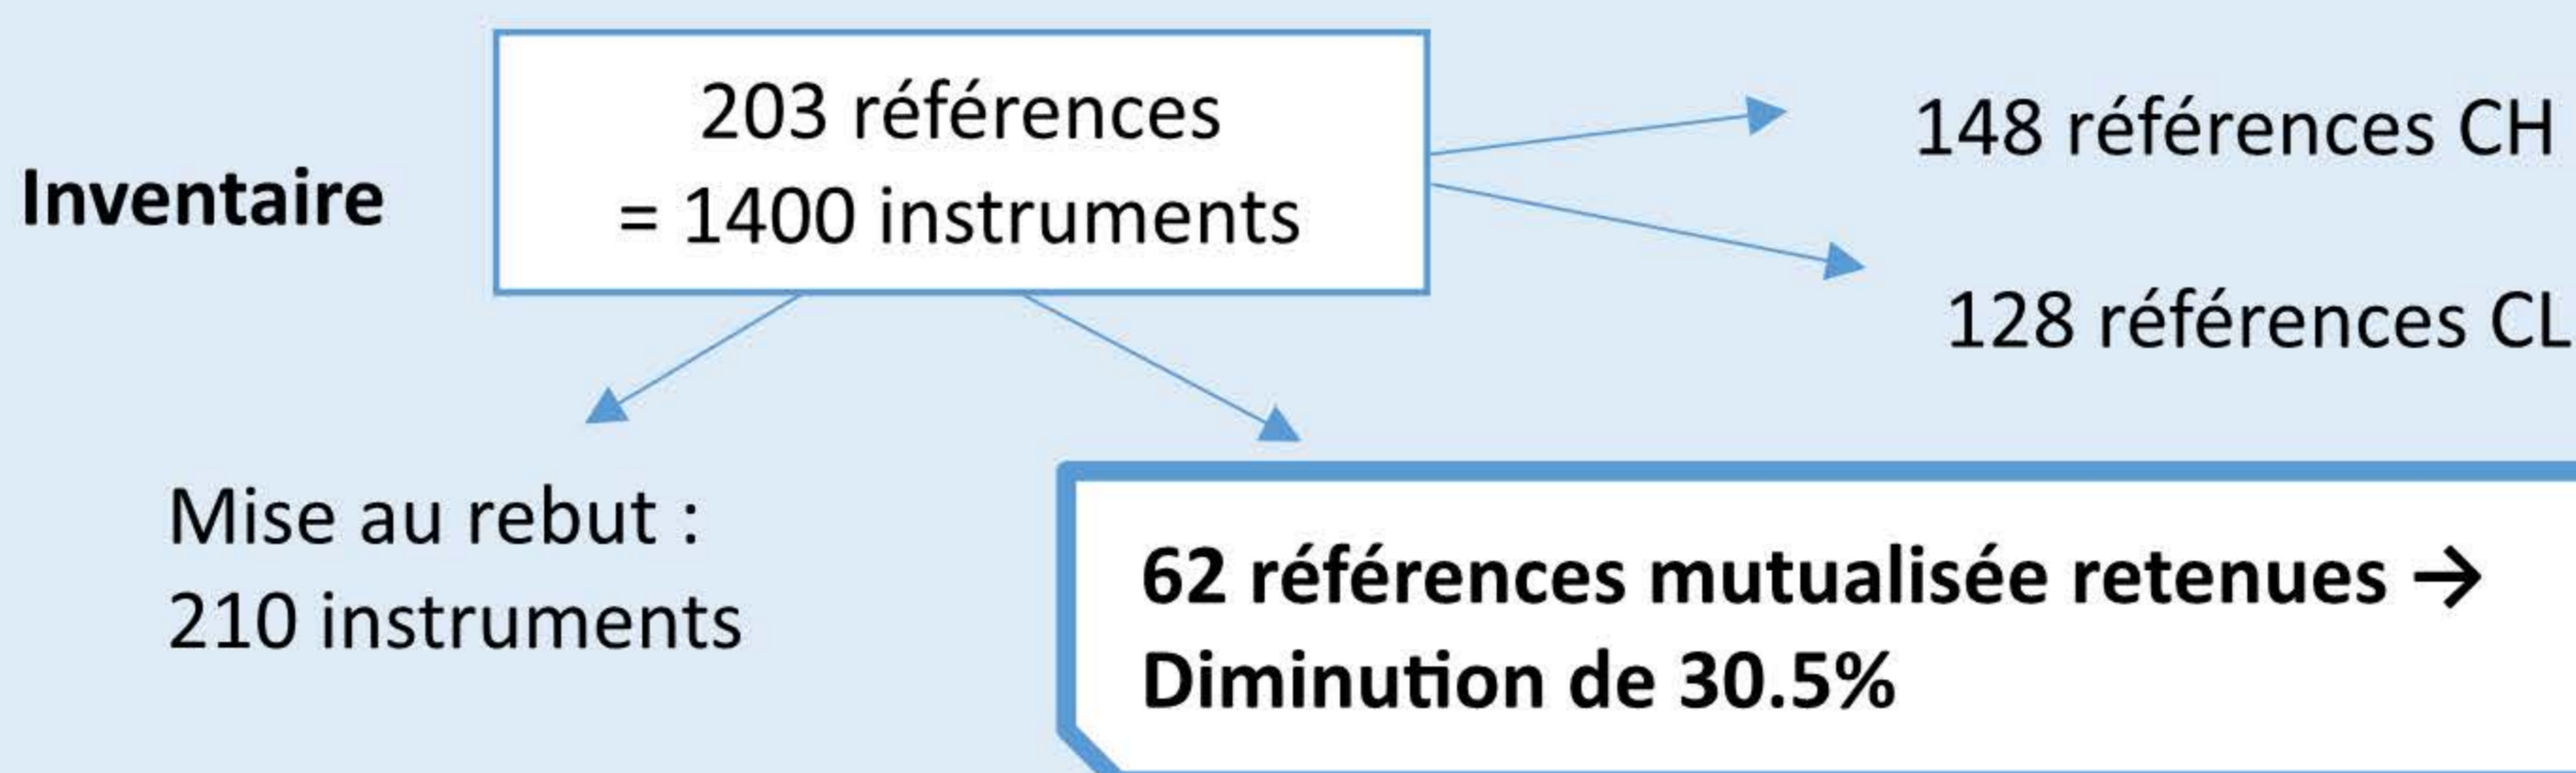 Inventaire
203 références
= 1400 instruments
148 références CH
128 références CL
Mise au rebut :
210 instruments
62 références mutualisée retenues →
Diminution de 30.5%